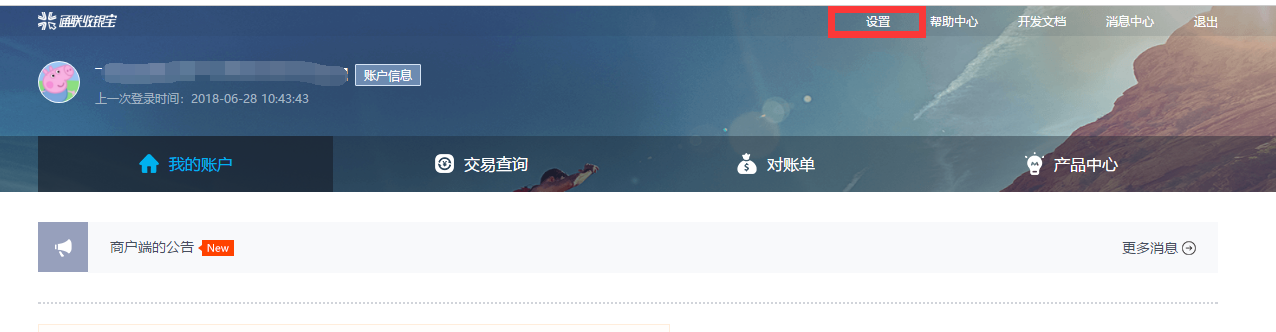 通联收银宝
设置 帮助中心 开发文档 消息中心 退出
账户信息
上一次登录时间：2018-06-28 10:43:43
我的账户 交易查询 对账单 产品中心
商户端的公告 New 更多消息